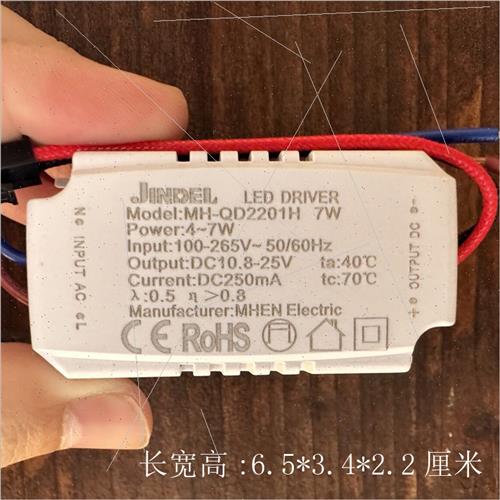 JINDEL LED DRIVER
Model:MH-QD2201H 7W
Power:4~7W
Input:100-265V~ 50/60Hz
Output:DC10.8-25V ta:40℃
Current:DC250mA tc:70℃
λ:0.5 η>0.8
Manufacturer:MHEN Electric
CE RoHS
N INPUT AC L
OUTPUT DC
长宽高:6.5*3.4*2.2厘米